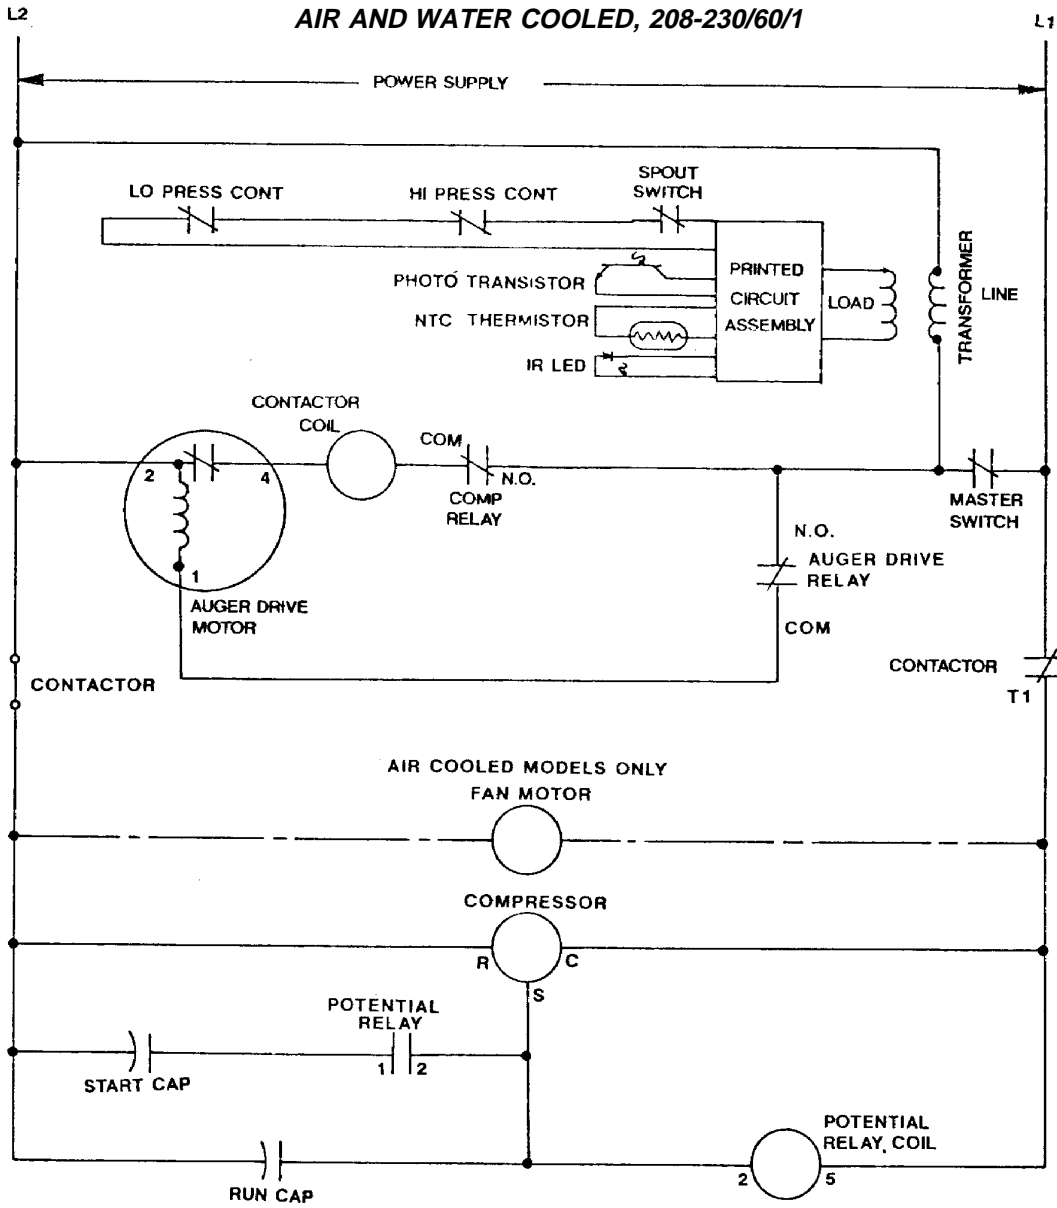 AIR AND WATER COOLED, 208-230/60/1
L2
L1
POWER SUPPLY
LO PRESS CONT
HI PRESS CONT
SPOUT
SWITCH
PHOTO TRANSISTOR
NTC THERMISTOR
IR LED
PRINTED
CIRCUIT
ASSEMBLY
LOAD
TRANSFORMER
LINE
CONTACTOR
COIL
2
4
1
COM
N.O.
COMP
RELAY
MASTER
SWITCH
AUGER DRIVE
MOTOR
N.O.
AUGER DRIVE
RELAY
COM
CONTACTOR
CONTACTOR
T1
AIR COOLED MODELS ONLY
FAN MOTOR
COMPRESSOR
R
C
S
POTENTIAL
RELAY
1
2
START CAP
RUN CAP
POTENTIAL
RELAY, COIL
2
5